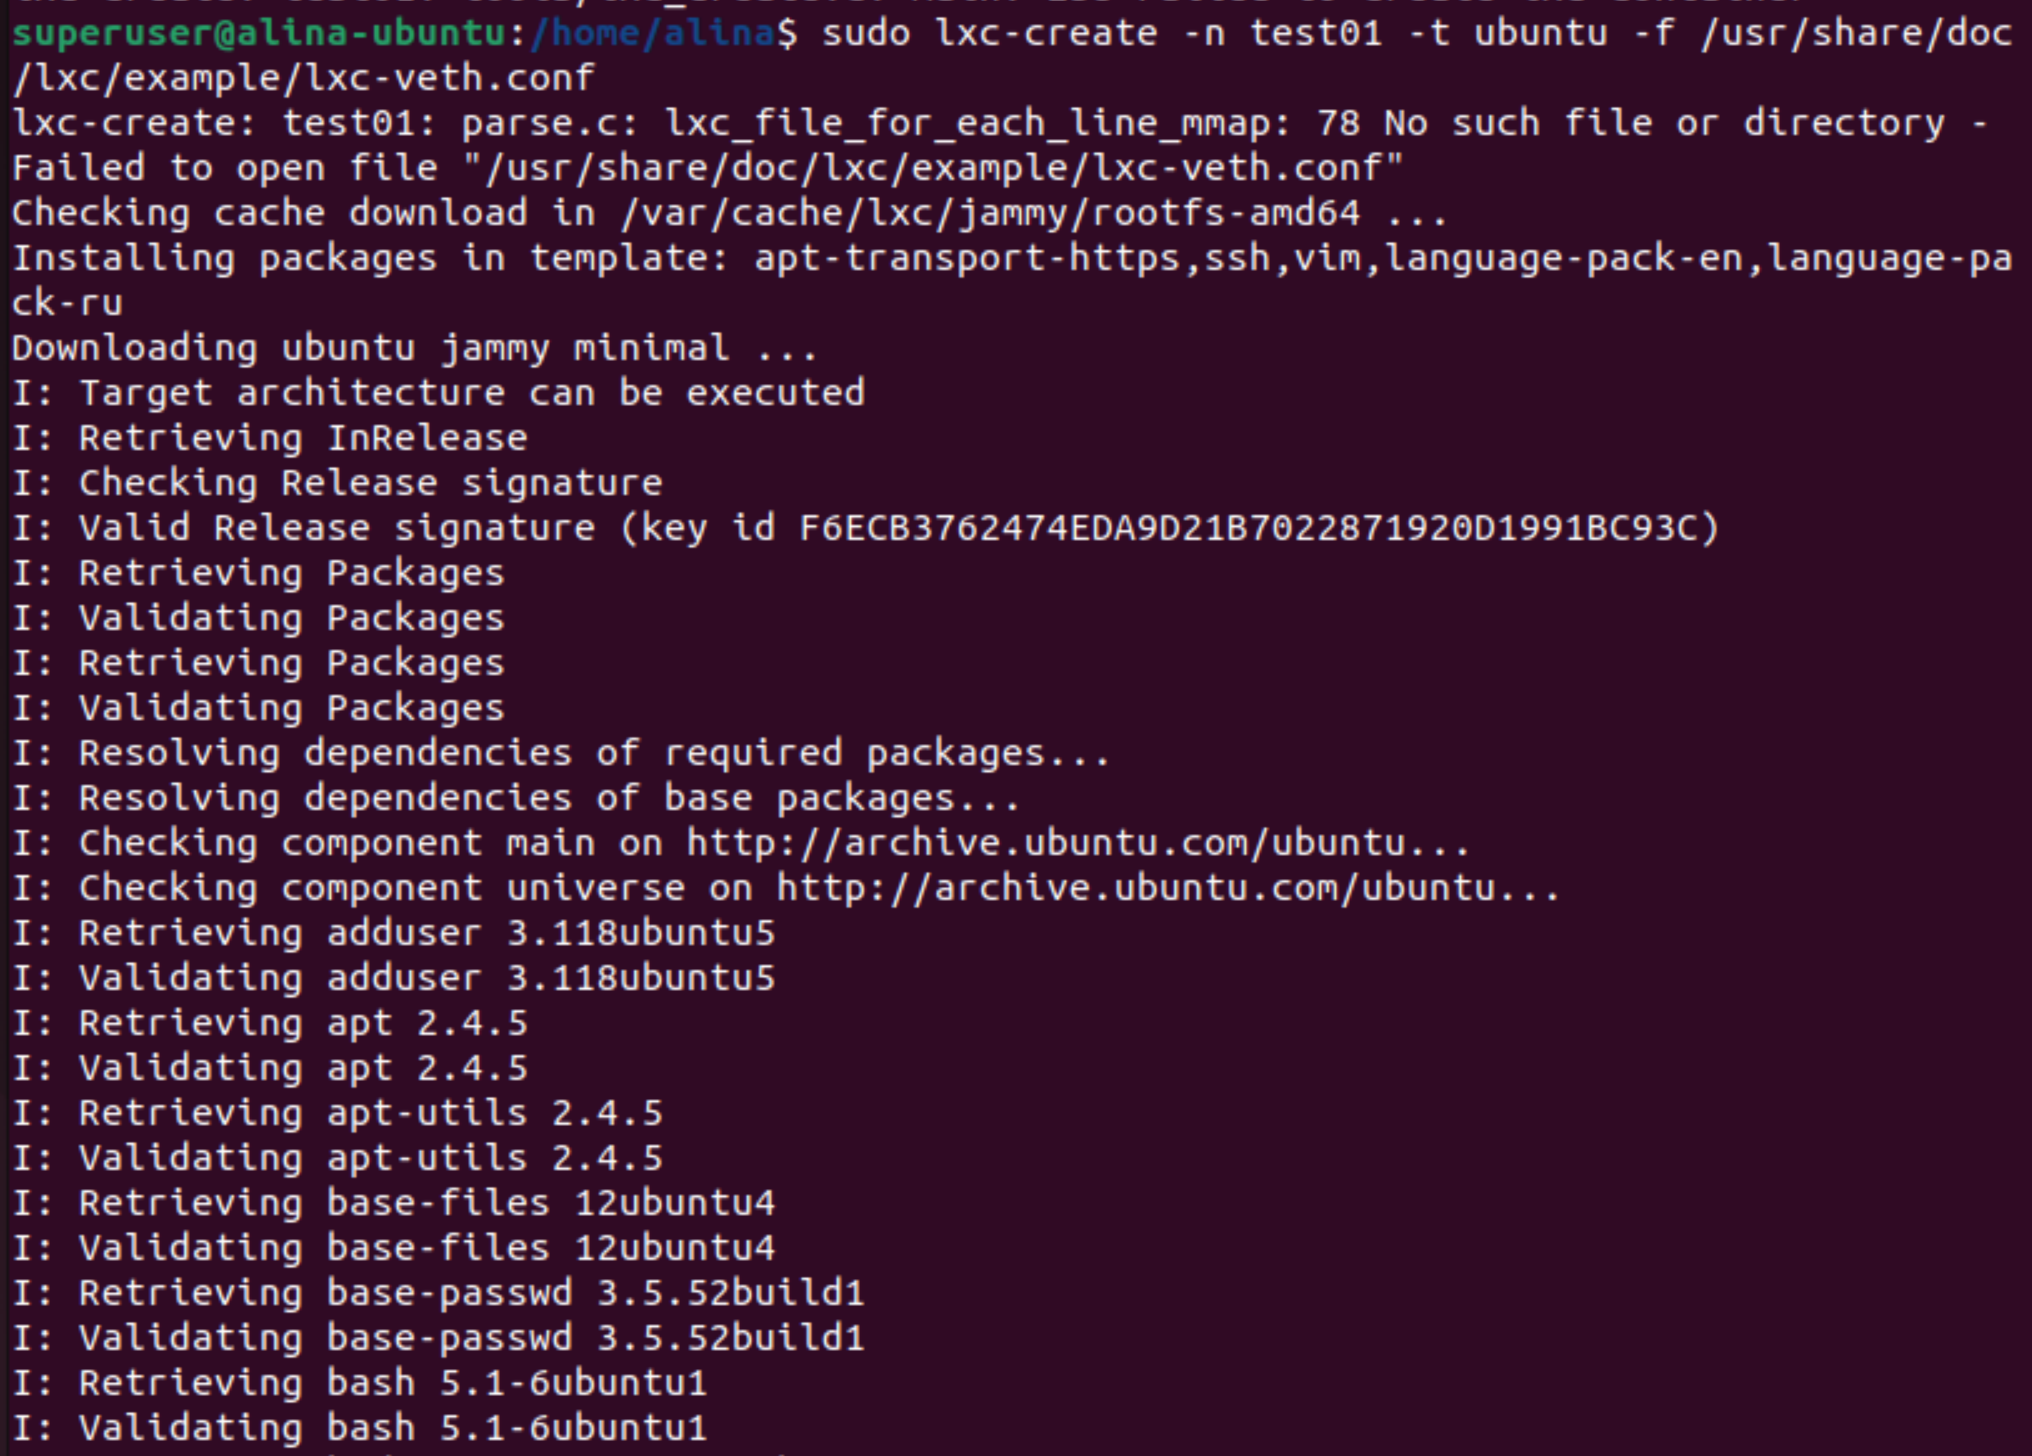 superuser@alina-ubuntu:/home/alina$ sudo lxc-create -n test01 -t ubuntu -f /usr/share/doc
/lxc/example/lxc-veth.conf
lxc-create: test01: parse.c: lxc_file_for_each_line_mmap: 78 No such file or directory -
Failed to open file "/usr/share/doc/lxc/example/lxc-veth.conf"
Checking cache download in /var/cache/lxc/jammy/rootfs-amd64 ...
Installing packages in template: apt-transport-https,ssh,vim,language-pack-en,language-pa
ck-ru
Downloading ubuntu jammy minimal ...
I: Target architecture can be executed
I: Retrieving InRelease
I: Checking Release signature
I: Valid Release signature (key id F6ECB3762474EDA9D21B7022871920D1991BC93C)
I: Retrieving Packages
I: Validating Packages
I: Retrieving Packages
I: Validating Packages
I: Resolving dependencies of required packages...
I: Resolving dependencies of base packages...
I: Checking component main on http://archive.ubuntu.com/ubuntu...
I: Checking component universe on http://archive.ubuntu.com/ubuntu...
I: Retrieving adduser 3.118ubuntu5
I: Validating adduser 3.118ubuntu5
I: Retrieving apt 2.4.5
I: Validating apt 2.4.5
I: Retrieving apt-utils 2.4.5
I: Validating apt-utils 2.4.5
I: Retrieving base-files 12ubuntu4
I: Validating base-files 12ubuntu4
I: Retrieving base-passwd 3.5.52build1
I: Validating base-passwd 3.5.52build1
I: Retrieving bash 5.1-6ubuntu1
I: Validating bash 5.1-6ubuntu1